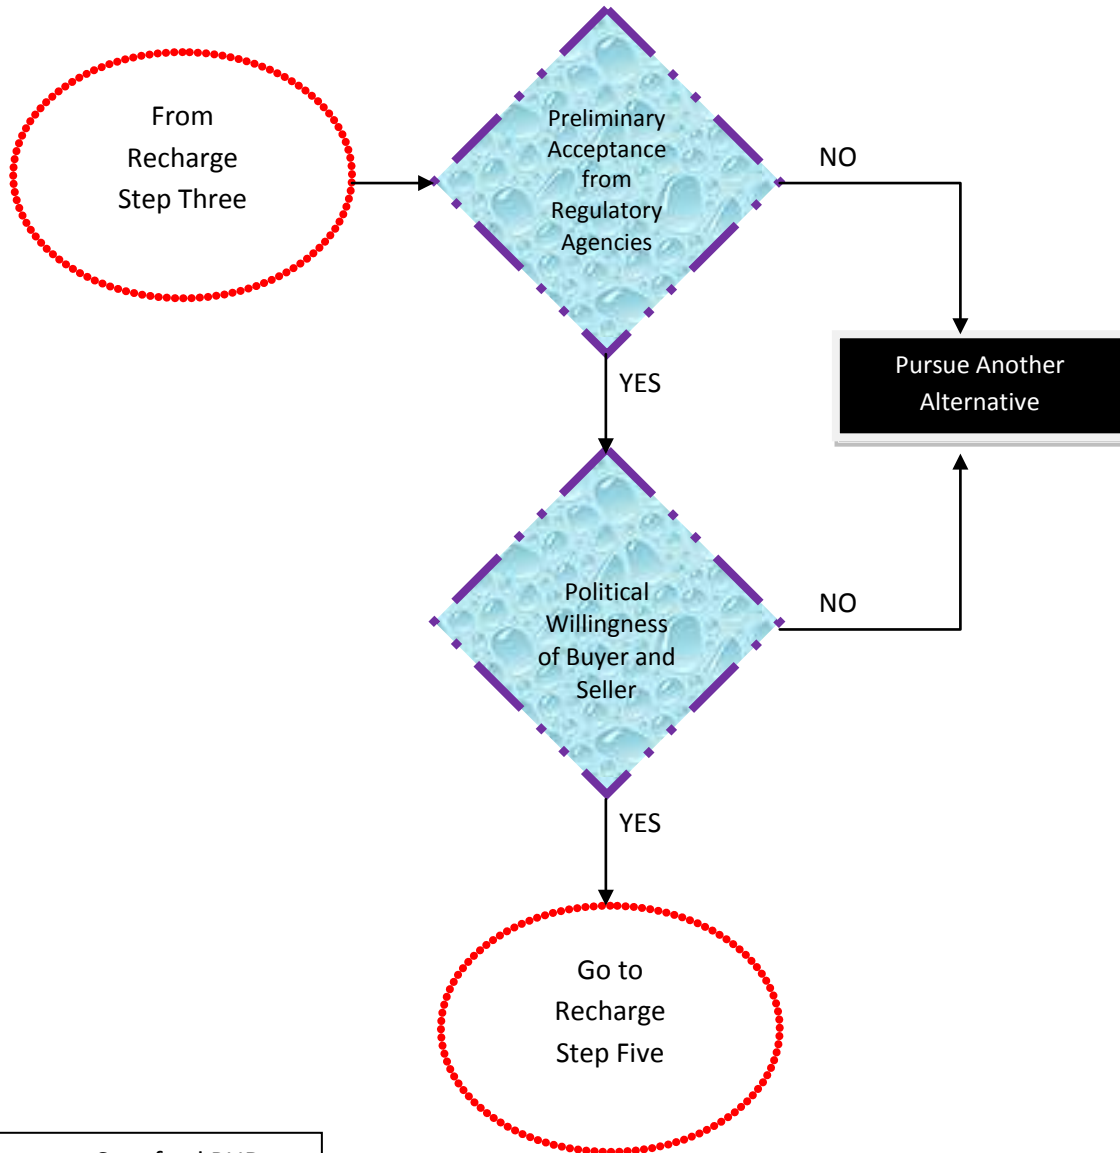 From
Recharge
Step Three
Preliminary
Acceptance
from
Regulatory
Agencies
NO
YES
Pursue Another
Alternative
Political
Willingness
of Buyer and
Seller
NO
YES
Go to
Recharge
Step Five